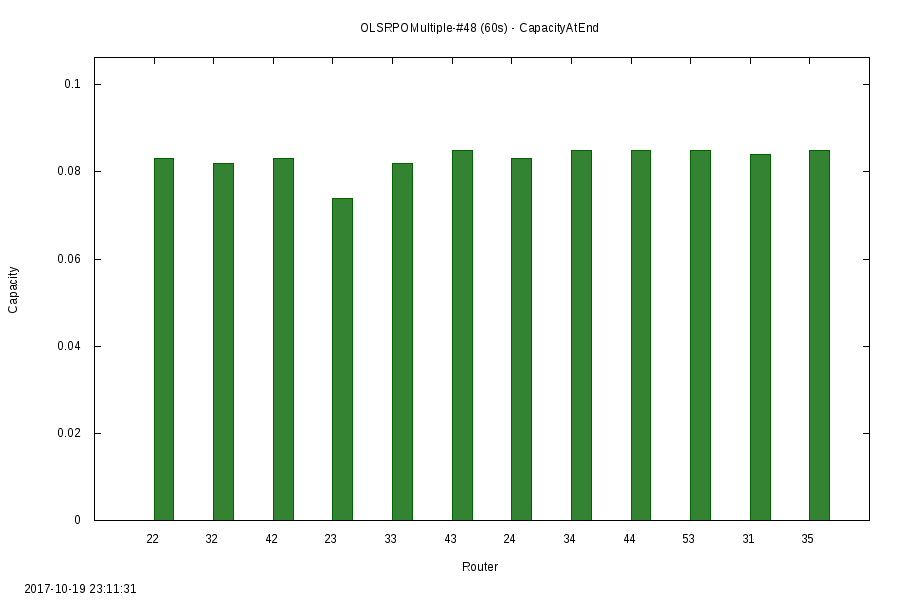 OLSRPOMultiple-#48 (60s) - CapacityAtEnd
0.1
0.08
0.06
0.04
0.02
0
Capacity
22 32 42 23 33 43 24 34 44 53 31 35
Router
2017-10-19 23:11:31